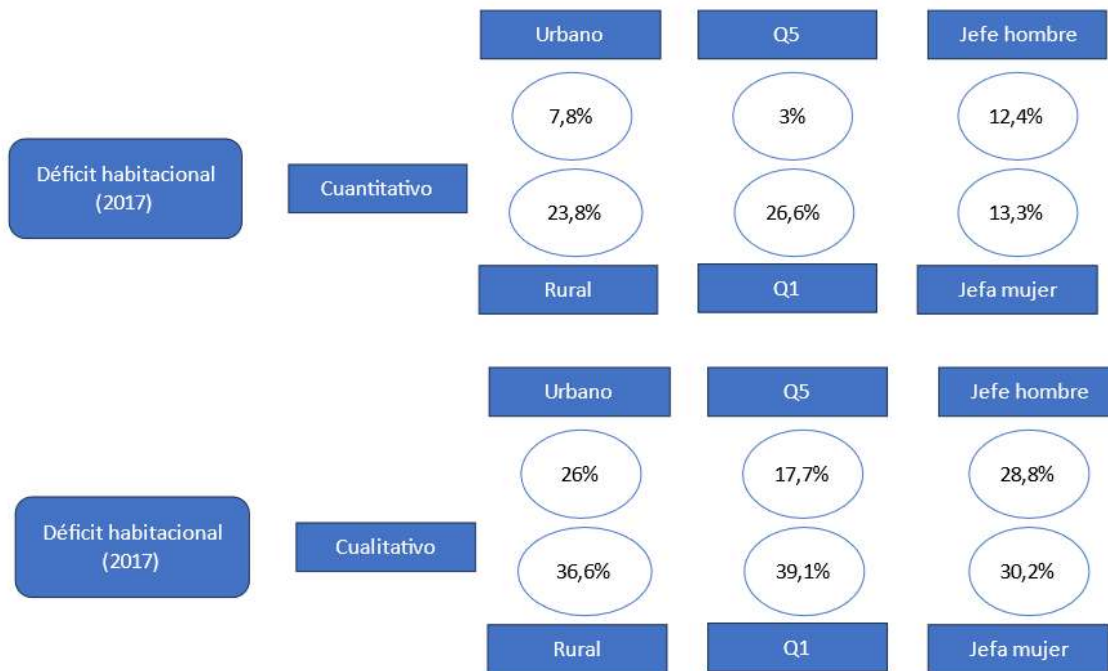 Urbano
Q5
Jefe hombre
7,8%
3%
12,4%
Déficit habitacional
(2017)
Cuantitativo
23,8%
26,6%
13,3%
Rural
Q1
Jefa mujer
Urbano
Q5
Jefe hombre
26%
17,7%
28,8%
Déficit habitacional
(2017)
Cualitativo
36,6%
39,1%
30,2%
Rural
Q1
Jefa mujer